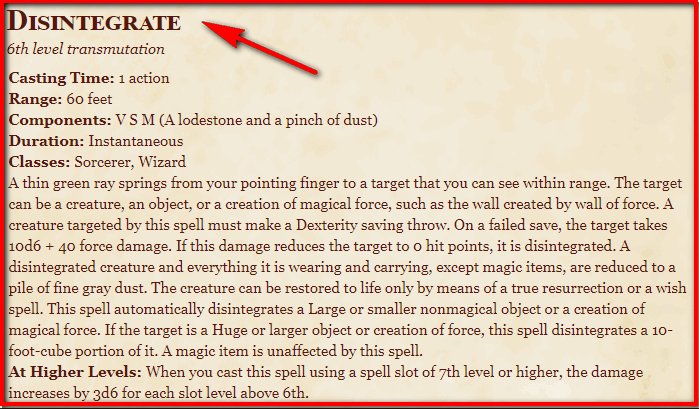 DISINTEGRATE
6th level transmutation
Casting Time: 1 action
Range: 60 feet
Components: V S M (A lodestone and a pinch of dust)
Duration: Instantaneous
Classes: Sorcerer, Wizard
A thin green ray springs from your pointing finger to a target that you can see within range. The target
can be a creature, an object, or a creation of magical force, such as the wall created by wall of force. A
creature targeted by this spell must make a Dexterity saving throw. On a failed save, the target takes
10d6 + 40 force damage. If this damage reduces the target to 0 hit points, it is disintegrated. A
disintegrated creature and everything it is wearing and carrying, except magic items, are reduced to a
pile of fine gray dust. The creature can be restored to life only by means of a true resurrection or a wish
spell. This spell automatically disintegrates a Large or smaller nonmagical object or a creation of
magical force. If the target is a Huge or larger object or creation of force, this spell disintegrates a 10-
foot-cube portion of it. A magic item is unaffected by this spell.
At Higher Levels: When you cast this spell using a spell slot of 7th level or higher, the damage
increases by 3d6 for each slot level above 6th.